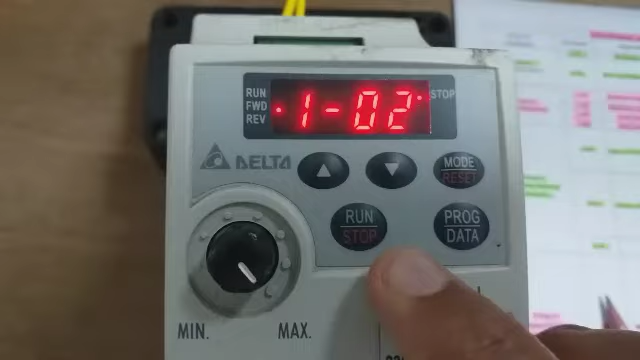 RUN
FWD
REV
1-02
STOP
DELTA
MODE
RESET
RUN
STOP
PROG
DATA
MIN.
MAX.